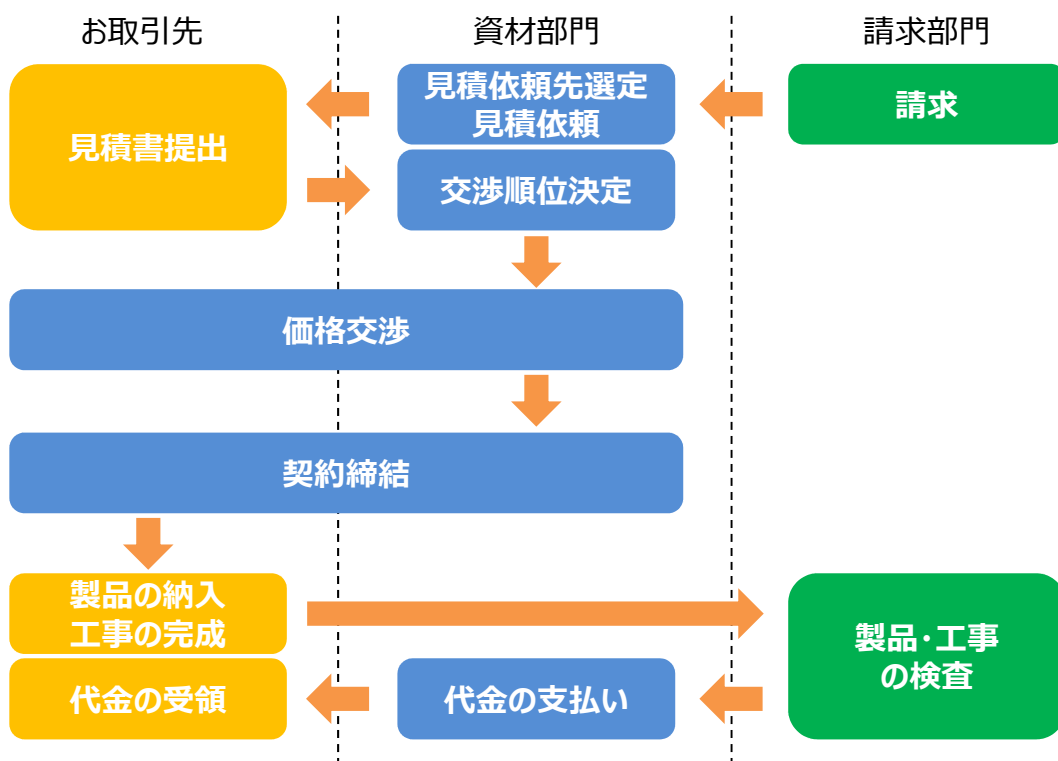 お取引先
資材部門
請求部門
見積依頼先選定
見積依頼
請求
見積書提出
交渉順位決定
価格交渉
契約締結
製品の納入
工事の完成
製品・工事
の検査
代金の受領
代金の支払い